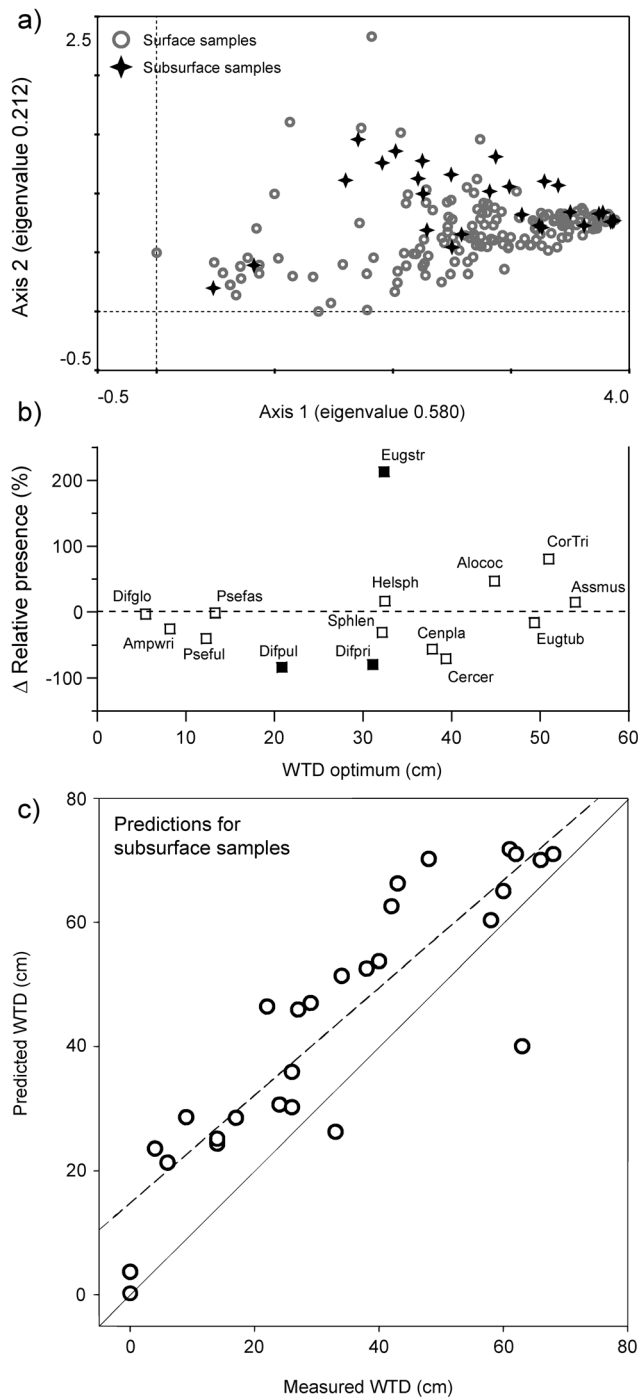 a)
2.5
Surface samples
Subsurface samples
Axis 2 (eigenvalue 0.212)
-0.5
-0.5
4.0
Axis 1 (eigenvalue 0.580)
b)
Δ Relative presence (%)
200
100
0
-100
Eugstr
CorTri
Alococ
Assmus
Helsph
Difglo
Psefas
Sphlen
Ampwri
Pseful
Difpul
Difpri
Cenpla
Eugtub
Cercer
0
10
20
30
40
50
60
WTD optimum (cm)
c)
80
Predictions for
subsurface samples
60
40
20
0
Predicted WTD (cm)
0
20
40
60
80
Measured WTD (cm)